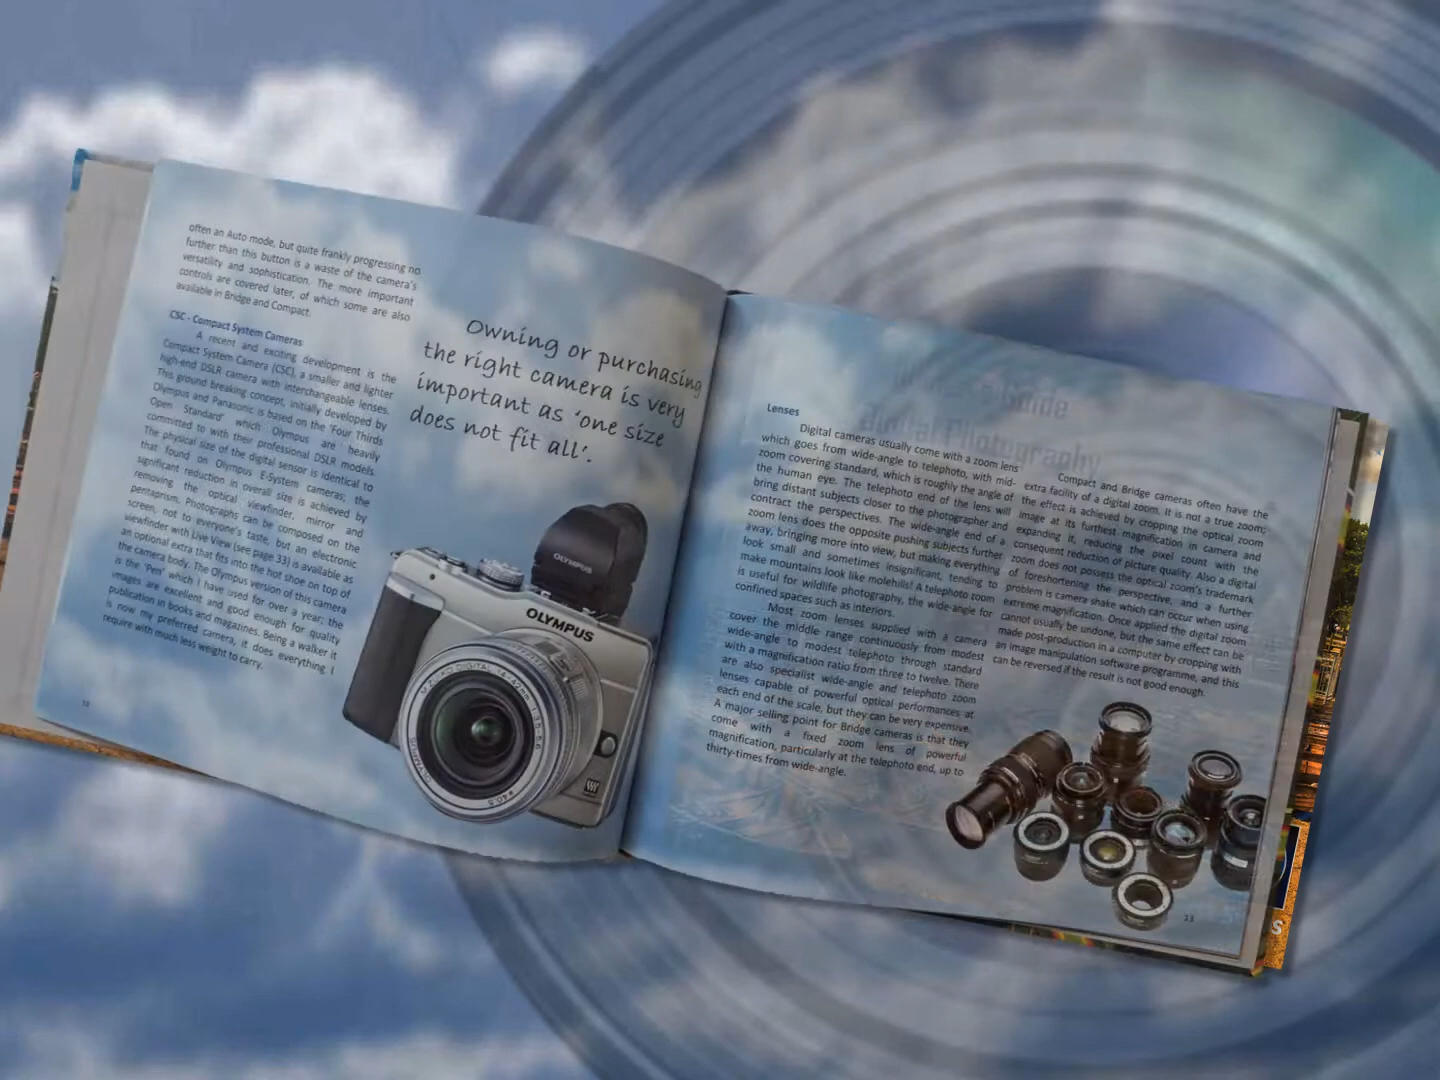 often an Auto mode, but quite frankly progressing no
further than this button is a waste of the camera's
versatility and sophistication. The more important
controls are covered later, of which some are also
available in Bridge and Compact.
CSC - Compact System Cameras
A recent and exciting development is the
Compact System Camera (CSC), a smaller and lighter
high-end DSLR camera with interchangeable lenses.
This ground breaking concept, initially developed by
Olympus and Panasonic is based on the 'Four Thirds
Open Standard' which Olympus are heavily
committed to with their professional DSLR models.
The physical size of the digital sensor is identical to
that found on Olympus E-System cameras; the
significant reduction in overall size is achieved by
removing the optical viewfinder, mirror and
pentaprism. Photographs can be composed on the
screen, not to everyone's taste, but an electronic
viewfinder with Live View (see page 33) is available as
an optional extra that fits into the hot shoe on top of
the camera body. The Olympus version of this camera
is the 'Pen' which I have used for over a year; the
images are excellent and good enough for quality
publication in books and magazines. Being a walker it
is now my preferred camera, it does everything I
require with much less weight to carry.
12
Owning or purchasing
the right camera is very
important as 'one size
does not fit all'.
OLYMPUS
OLYMPUS
M.ZUIKO DIGITAL 14-42mm 1:3.5-5.6
ø40.5
Guide
Digital Photography
Lenses
Digital cameras usually come with a zoom lens
which goes from wide-angle to telephoto, with mid-
zoom covering standard, which is roughly the angle of
the human eye. The telephoto end of the lens will
bring distant subjects closer to the photographer and
contract the perspectives. The wide-angle end of a
zoom lens does the opposite pushing subjects further
away, bringing more into view, but making everything
look small and sometimes insignificant, tending to
make mountains look like molehills! A telephoto zoom
is useful for wildlife photography, the wide-angle for
confined spaces such as interiors.
Most zoom lenses supplied with a camera
cover the middle range continuously from modest
wide-angle to modest telephoto through standard
with a magnification ratio from three to twelve. There
are also specialist wide-angle and telephoto zoom
lenses capable of powerful optical performances at
each end of the scale, but they can be very expensive.
A major selling point for Bridge cameras is that they
come with a fixed zoom lens of powerful
magnification, particularly at the telephoto end, up to
thirty-times from wide-angle.
Compact and Bridge cameras often have the
extra facility of a digital zoom. It is not a true zoom;
the effect is achieved by cropping the optical zoom
image at its furthest magnification in camera and
expanding it, reducing the pixel count with the
consequent reduction of picture quality. Also a digital
zoom does not possess the optical zoom's trademark
of foreshortening the perspective, and a further
problem is camera shake which can occur when using
extreme magnification. Once applied the digital zoom
cannot usually be undone, but the same effect can be
made post-production in a computer by cropping with
an image manipulation software programme, and this
can be reversed if the result is not good enough.
13
S